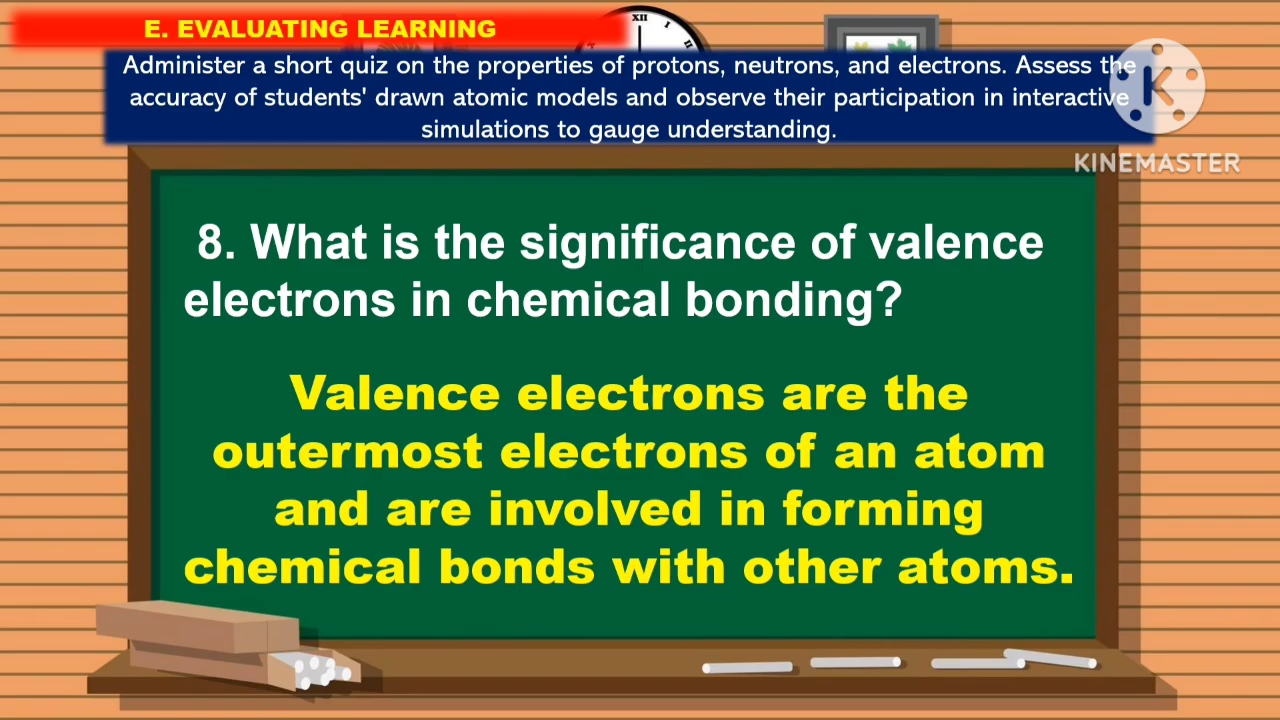 E. EVALUATING LEARNING
XII
I
II
Administer a short quiz on the properties of protons, neutrons, and electrons. Assess the
accuracy of students' drawn atomic models and observe their participation in interactive
simulations to gauge understanding.
K
KINEMASTER
8. What is the significance of valence
electrons in chemical bonding?
Valence electrons are the
outermost electrons of an atom
and are involved in forming
chemical bonds with other atoms.